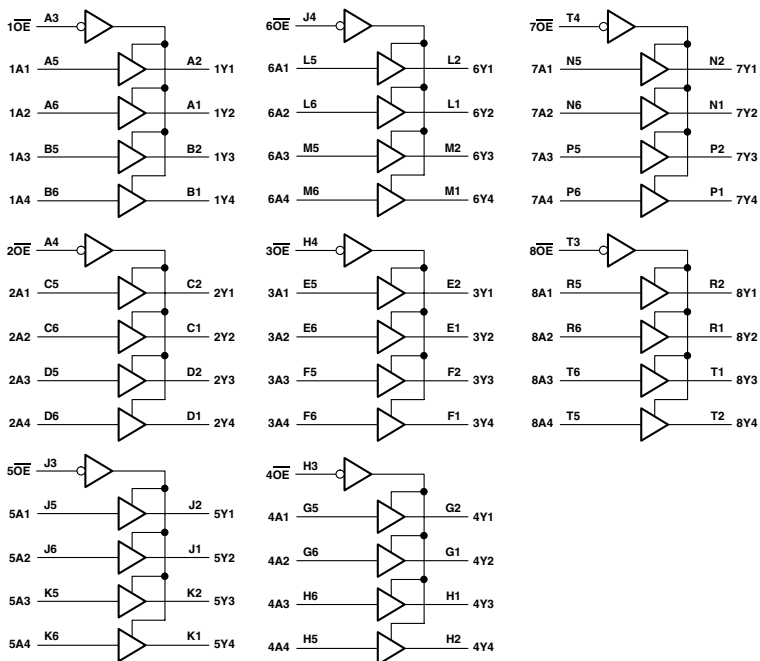 1OE A3
1A1 A5 A2 1Y1
1A2 A6 A1 1Y2
1A3 B5 B2 1Y3
1A4 B6 B1 1Y4
2OE A4
2A1 C5 C2 2Y1
2A2 C6 C1 2Y2
2A3 D5 D2 2Y3
2A4 D6 D1 2Y4
5OE J3
5A1 J5 J2 5Y1
5A2 J6 J1 5Y2
5A3 K5 K2 5Y3
5A4 K6 K1 5Y4
6OE J4
6A1 L5 L2 6Y1
6A2 L6 L1 6Y2
6A3 M5 M2 6Y3
6A4 M6 M1 6Y4
3OE H4
3A1 E5 E2 3Y1
3A2 E6 E1 3Y2
3A3 F5 F2 3Y3
3A4 F6 F1 3Y4
4OE H3
4A1 G5 G2 4Y1
4A2 G6 G1 4Y2
4A3 H6 H1 4Y3
4A4 H5 H2 4Y4
7OE T4
7A1 N5 N2 7Y1
7A2 N6 N1 7Y2
7A3 P5 P2 7Y3
7A4 P6 P1 7Y4
8OE T3
8A1 R5 R2 8Y1
8A2 R6 R1 8Y2
8A3 T6 T1 8Y3
8A4 T5 T2 8Y4